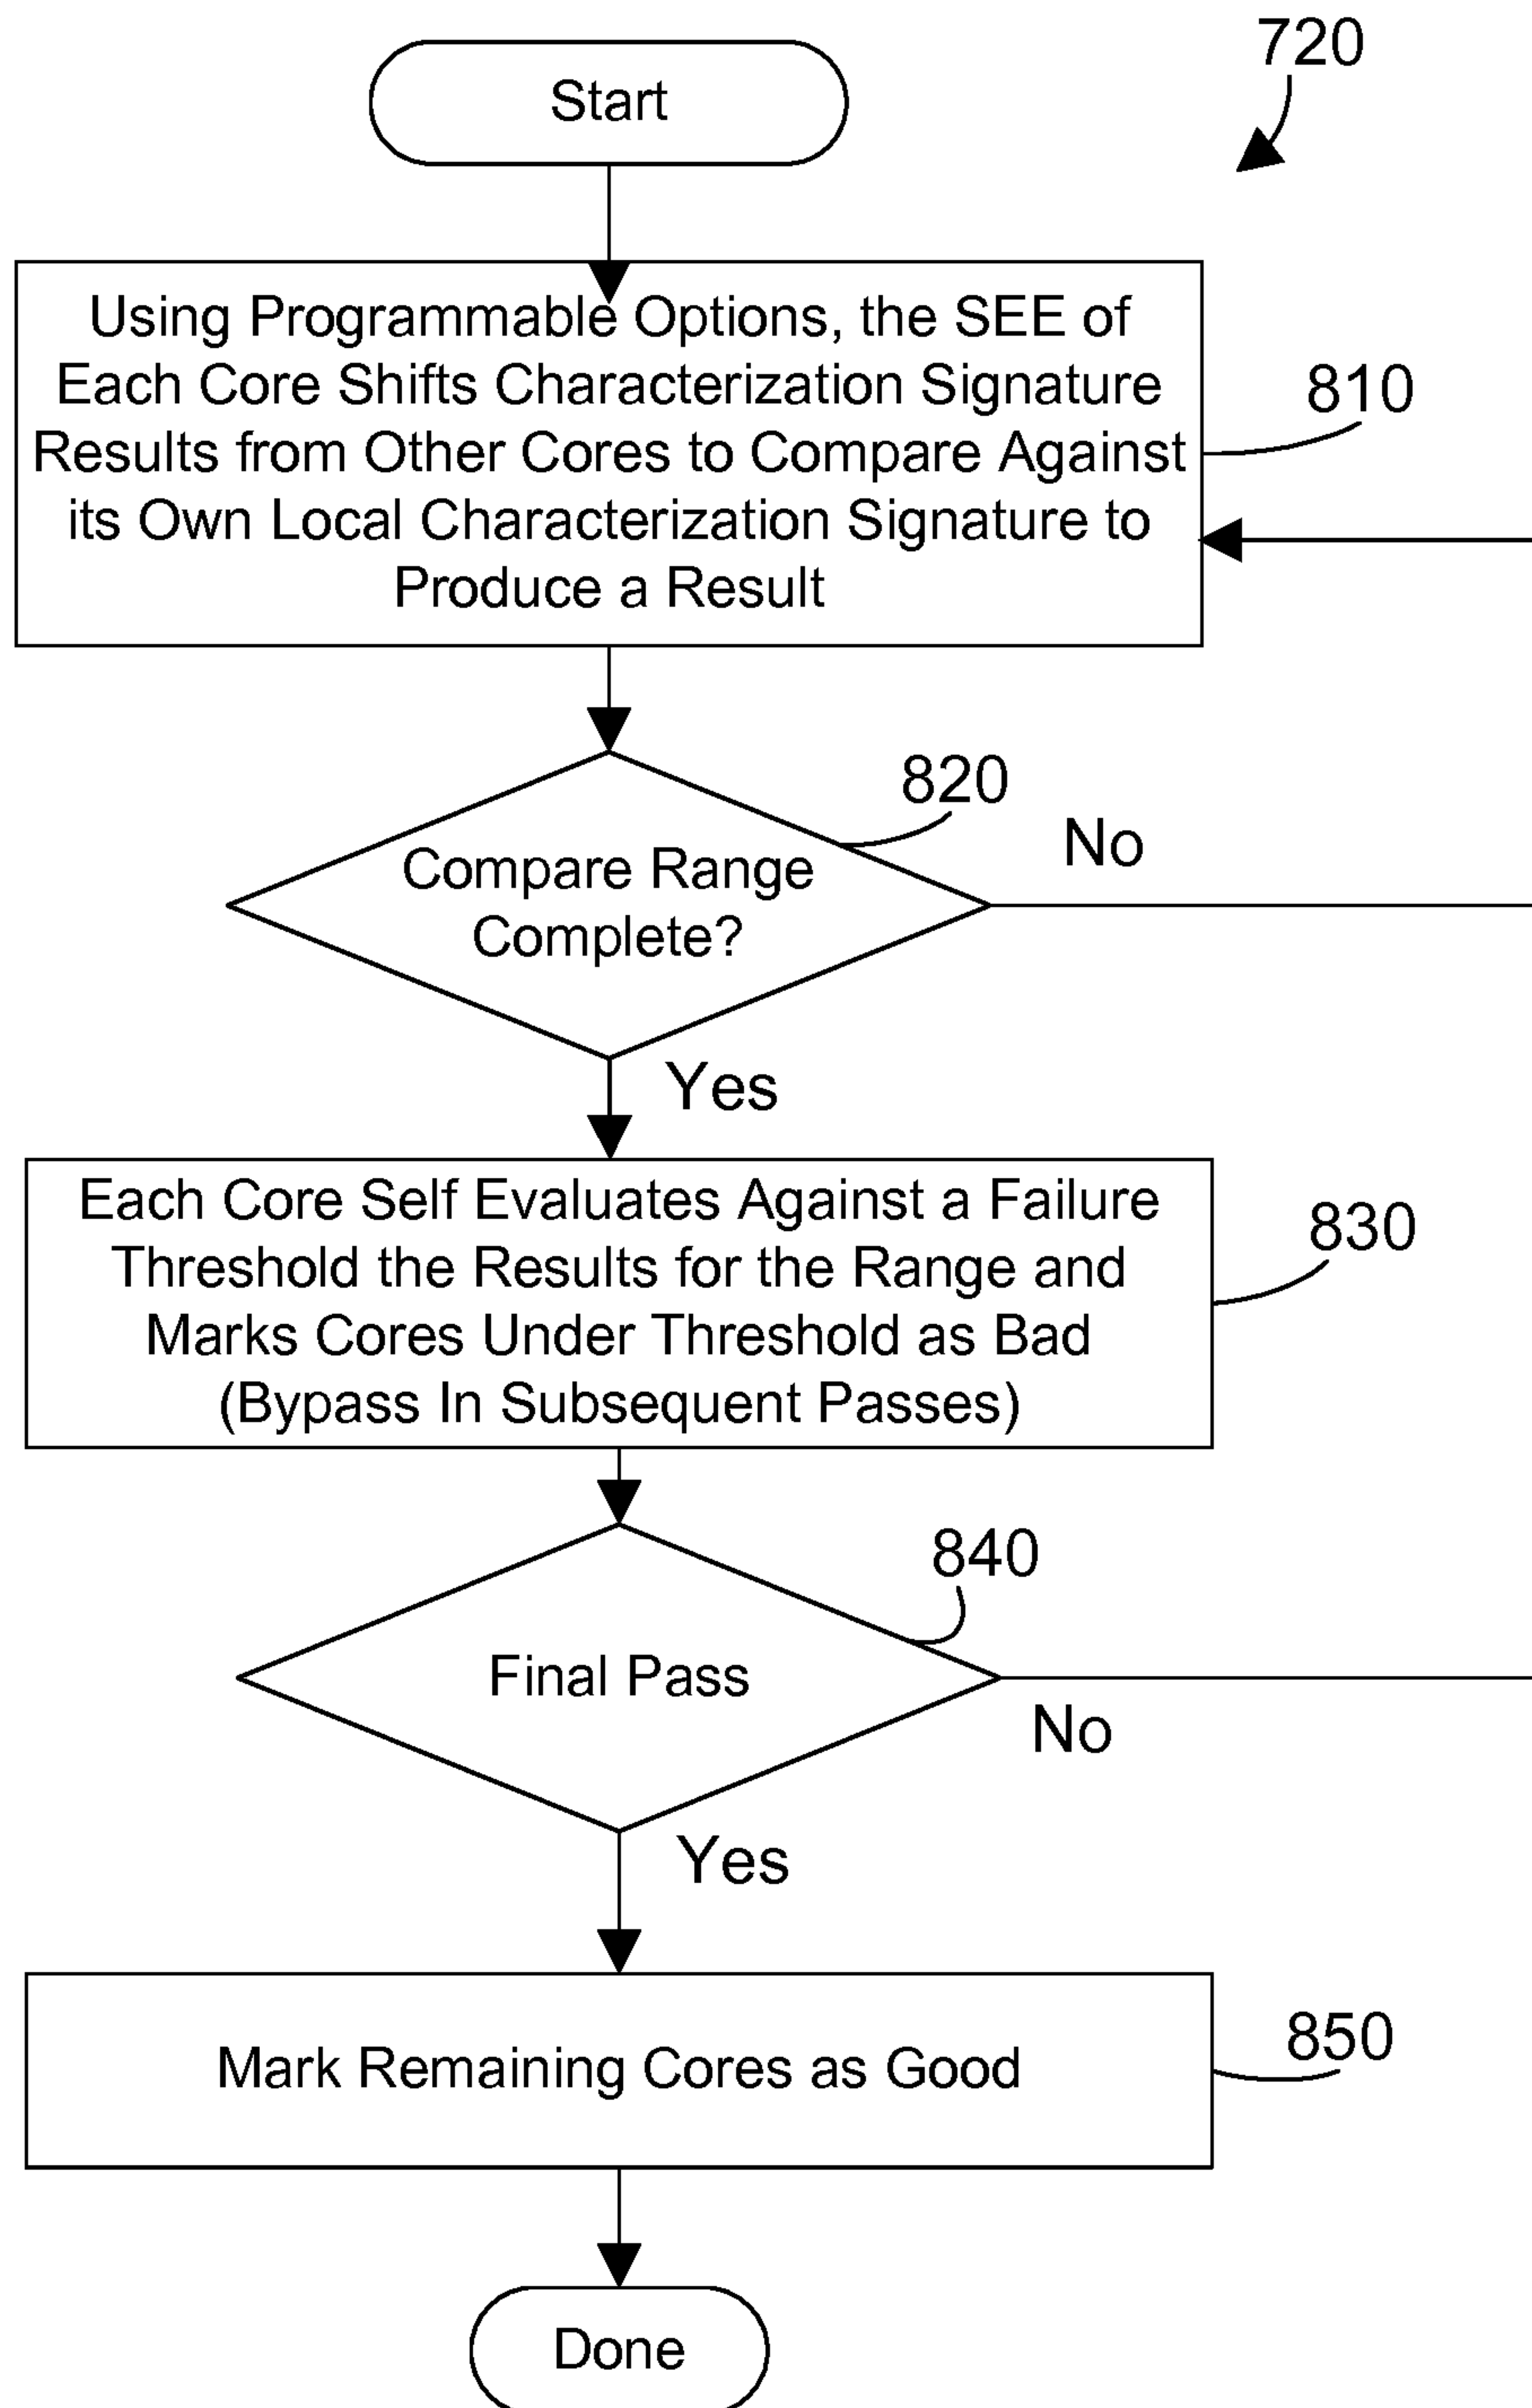 720
Start
Using Programmable Options, the SEE of
Each Core Shifts Characterization Signature
Results from Other Cores to Compare Against
its Own Local Characterization Signature to
Produce a Result
810
820
Compare Range
Complete?
No
Yes
Each Core Self Evaluates Against a Failure
Threshold the Results for the Range and
Marks Cores Under Threshold as Bad
(Bypass In Subsequent Passes)
830
840
Final Pass
No
Yes
Mark Remaining Cores as Good
850
Done